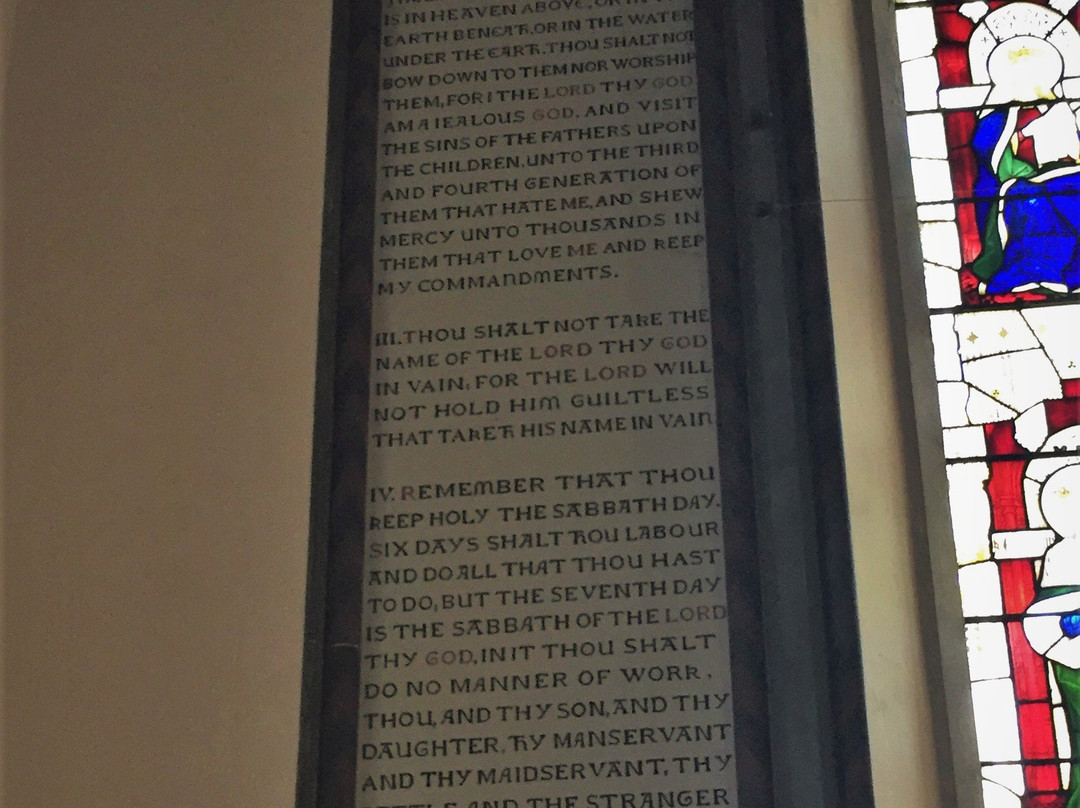 IS IN HEAVEN ABOVE, OR IN THE
EARTH BENEATH, OR IN THE WATER
UNDER THE EARTH. THOU SHALT NOT
BOW DOWN TO THEM NOR WORSHIP
THEM, FOR I THE LORD THY GOD
AM A IEALOUS GOD. AND VISIT
THE SINS OF THE FATHERS UPON
THE CHILDREN, UNTO THE THIRD
AND FOURTH GENERATION OF
THEM THAT HATE ME, AND SHEW
MERCY UNTO THOUSANDS IN
THEM THAT LOVE ME AND KEEP
MY COMMANDMENTS.
III. THOU SHALT NOT TAKE THE
NAME OF THE LORD THY GOD
IN VAIN; FOR THE LORD WILL
NOT HOLD HIM GUILTLESS
THAT TAKETH HIS NAME IN VAIN.
IV. REMEMBER THAT THOU
KEEP HOLY THE SABBATH DAY.
SIX DAYS SHALT THOU LABOUR
AND DO ALL THAT THOU HAST
TO DO, BUT THE SEVENTH DAY
IS THE SABBATH OF THE LORD
THY GOD, IN IT THOU SHALT
DO NO MANNER OF WORK,
THOU, AND THY SON, AND THY
DAUGHTER, THY MANSERVANT
AND THY MAIDSERVANT, THY
CATTLE AND THE STRANGER